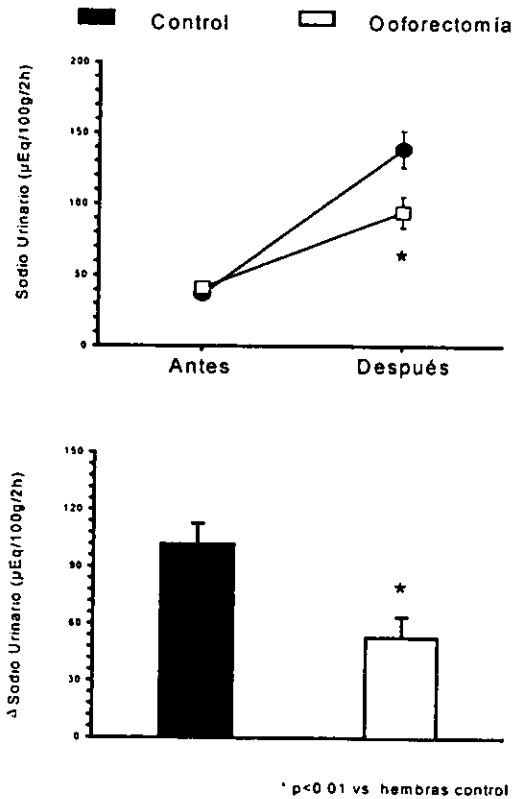 Control Ooforectomía
Sodio Urinario (µEq/100g/2h)
200
150
100
50
0
*
Antes Después
Δ Sodio Urinario (µEq/100g/2h)
150
120
90
60
30
0
*
* p<0 01 vs hembras control